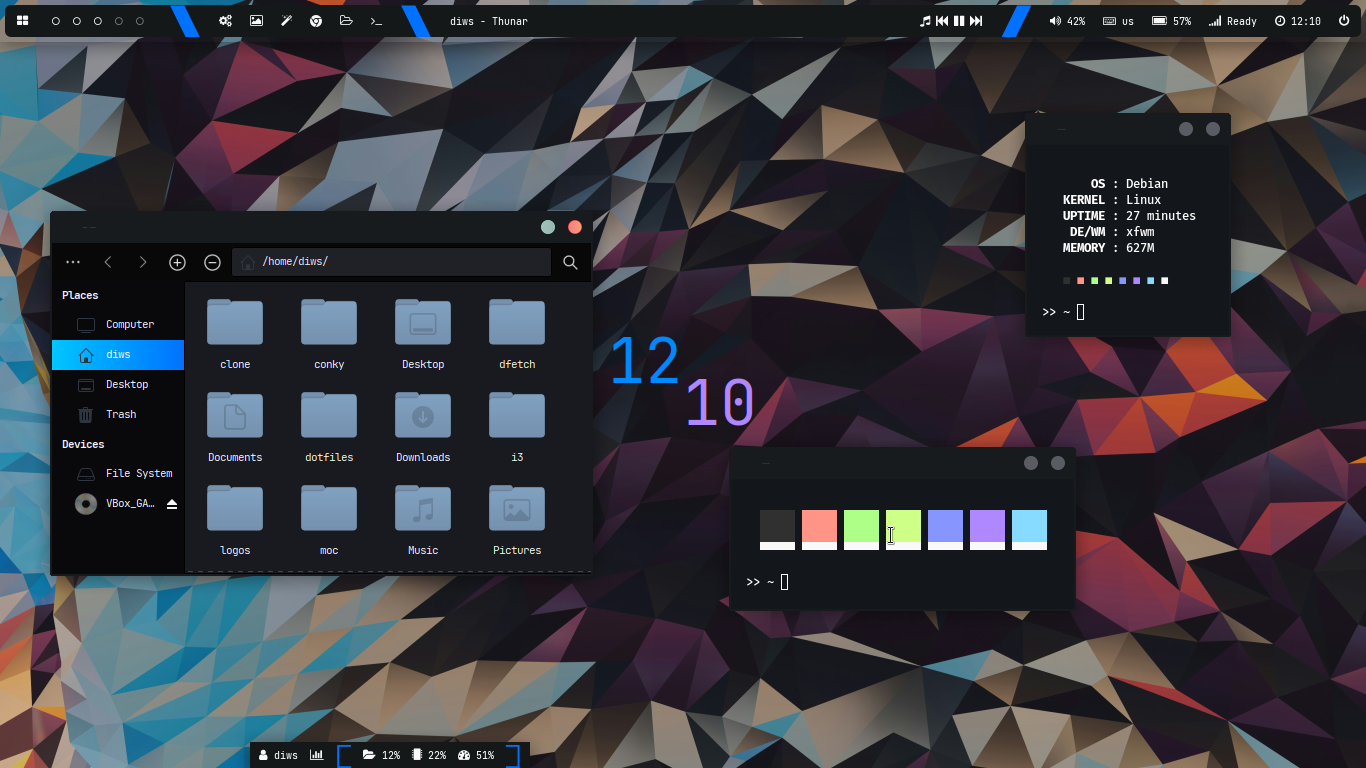 diws - Thunar
42% us 57% Ready 12:10
/home/diws/
Places
Computer
diws
Desktop
Trash
Devices
File System
VBox_GA…
clone conky Desktop dfetch
Documents dotfiles Downloads i3
logos moc Music Pictures
12
10
OS : Debian
KERNEL : Linux
UPTIME : 27 minutes
DE/WM : xfwm
MEMORY : 627M
>> ~
>> ~
diws 12% 22% 51%